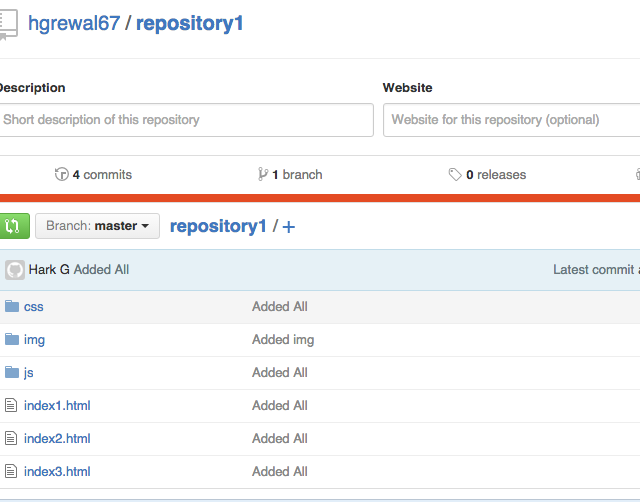 hgrewal67 / repository1
Description Website
Short description of this repository Website for this repository (optional)
4 commits 1 branch 0 releases
Branch: master repository1 / +
Hark G Added All Latest commit
css Added All
img Added img
js Added All
index1.html Added All
index2.html Added All
index3.html Added All